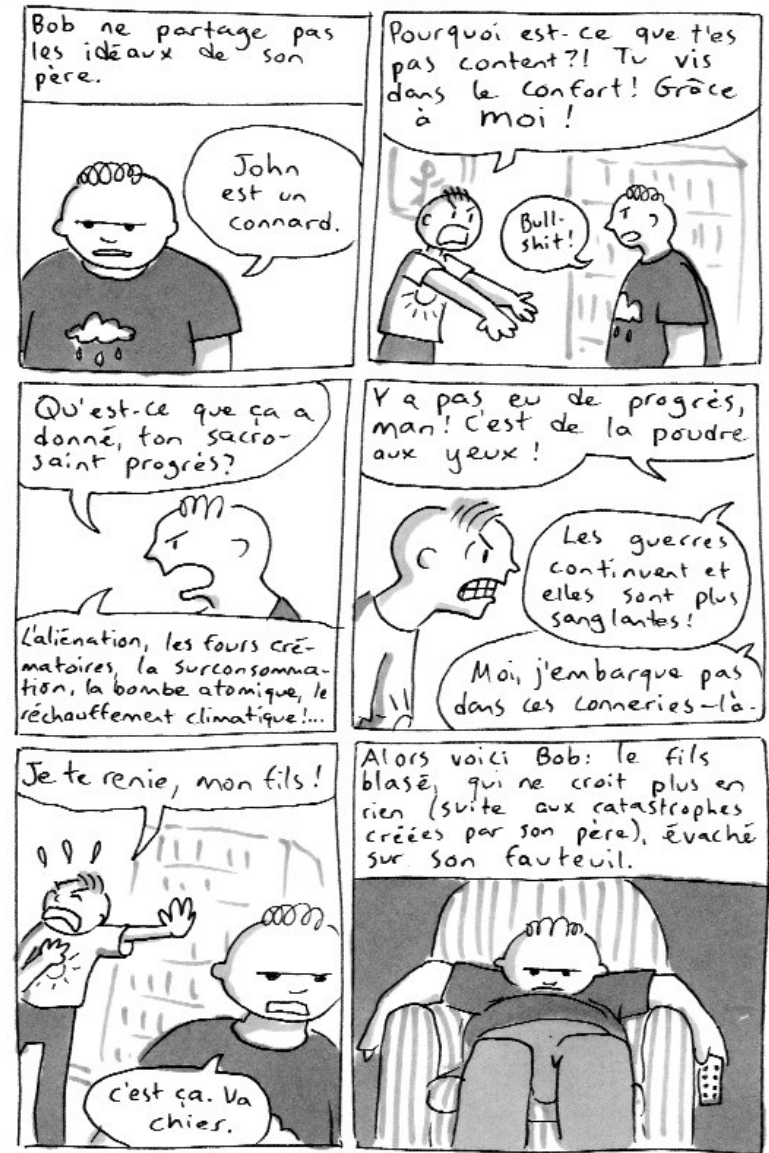 Bob ne partage pas
les idéaux de son
père.
John
est un
connard.
Pourquoi est-ce que t'es
pas content?! Tu vis
dans le confort! Grâce
à moi!
Bull-
shit!
Qu'est-ce que ça a
donné, ton sacro-
saint progrès?
L'aliénation, les fours cré-
matoires, la surconsomma-
tion, la bombe atomique, le
réchauffement climatique!...
Y a pas eu de progrès,
man! C'est de la poudre
aux yeux!
Les guerres
continuent et
elles sont plus
sanglantes!
Moi, j'embarque pas
dans ces conneries-là.
Je te renie, mon fils!
c'est ça. Va
chier.
Alors voici Bob: le fils
blasé, qui ne croit plus en
rien (suite aux catastrophes
créées par son père), évaché
sur son fauteuil.